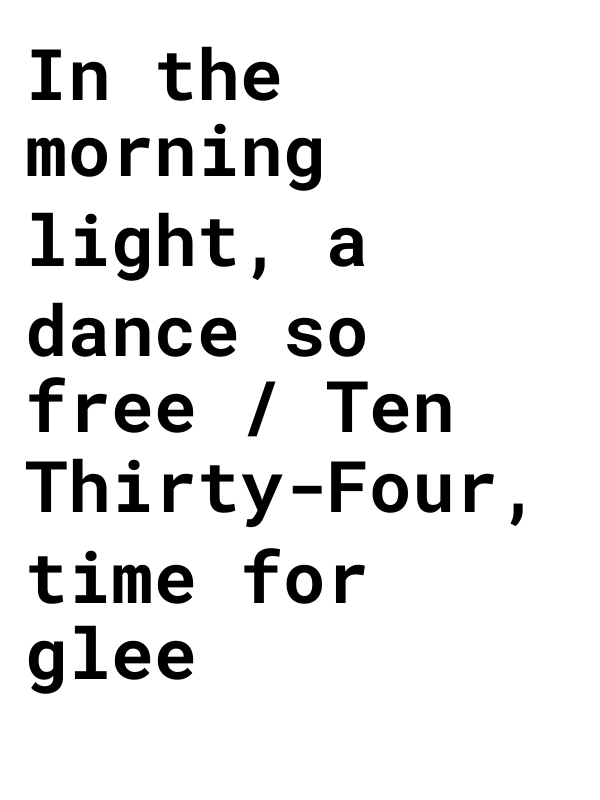 In the
morning
light, a
dance so
free / Ten
Thirty-Four,
time for
glee